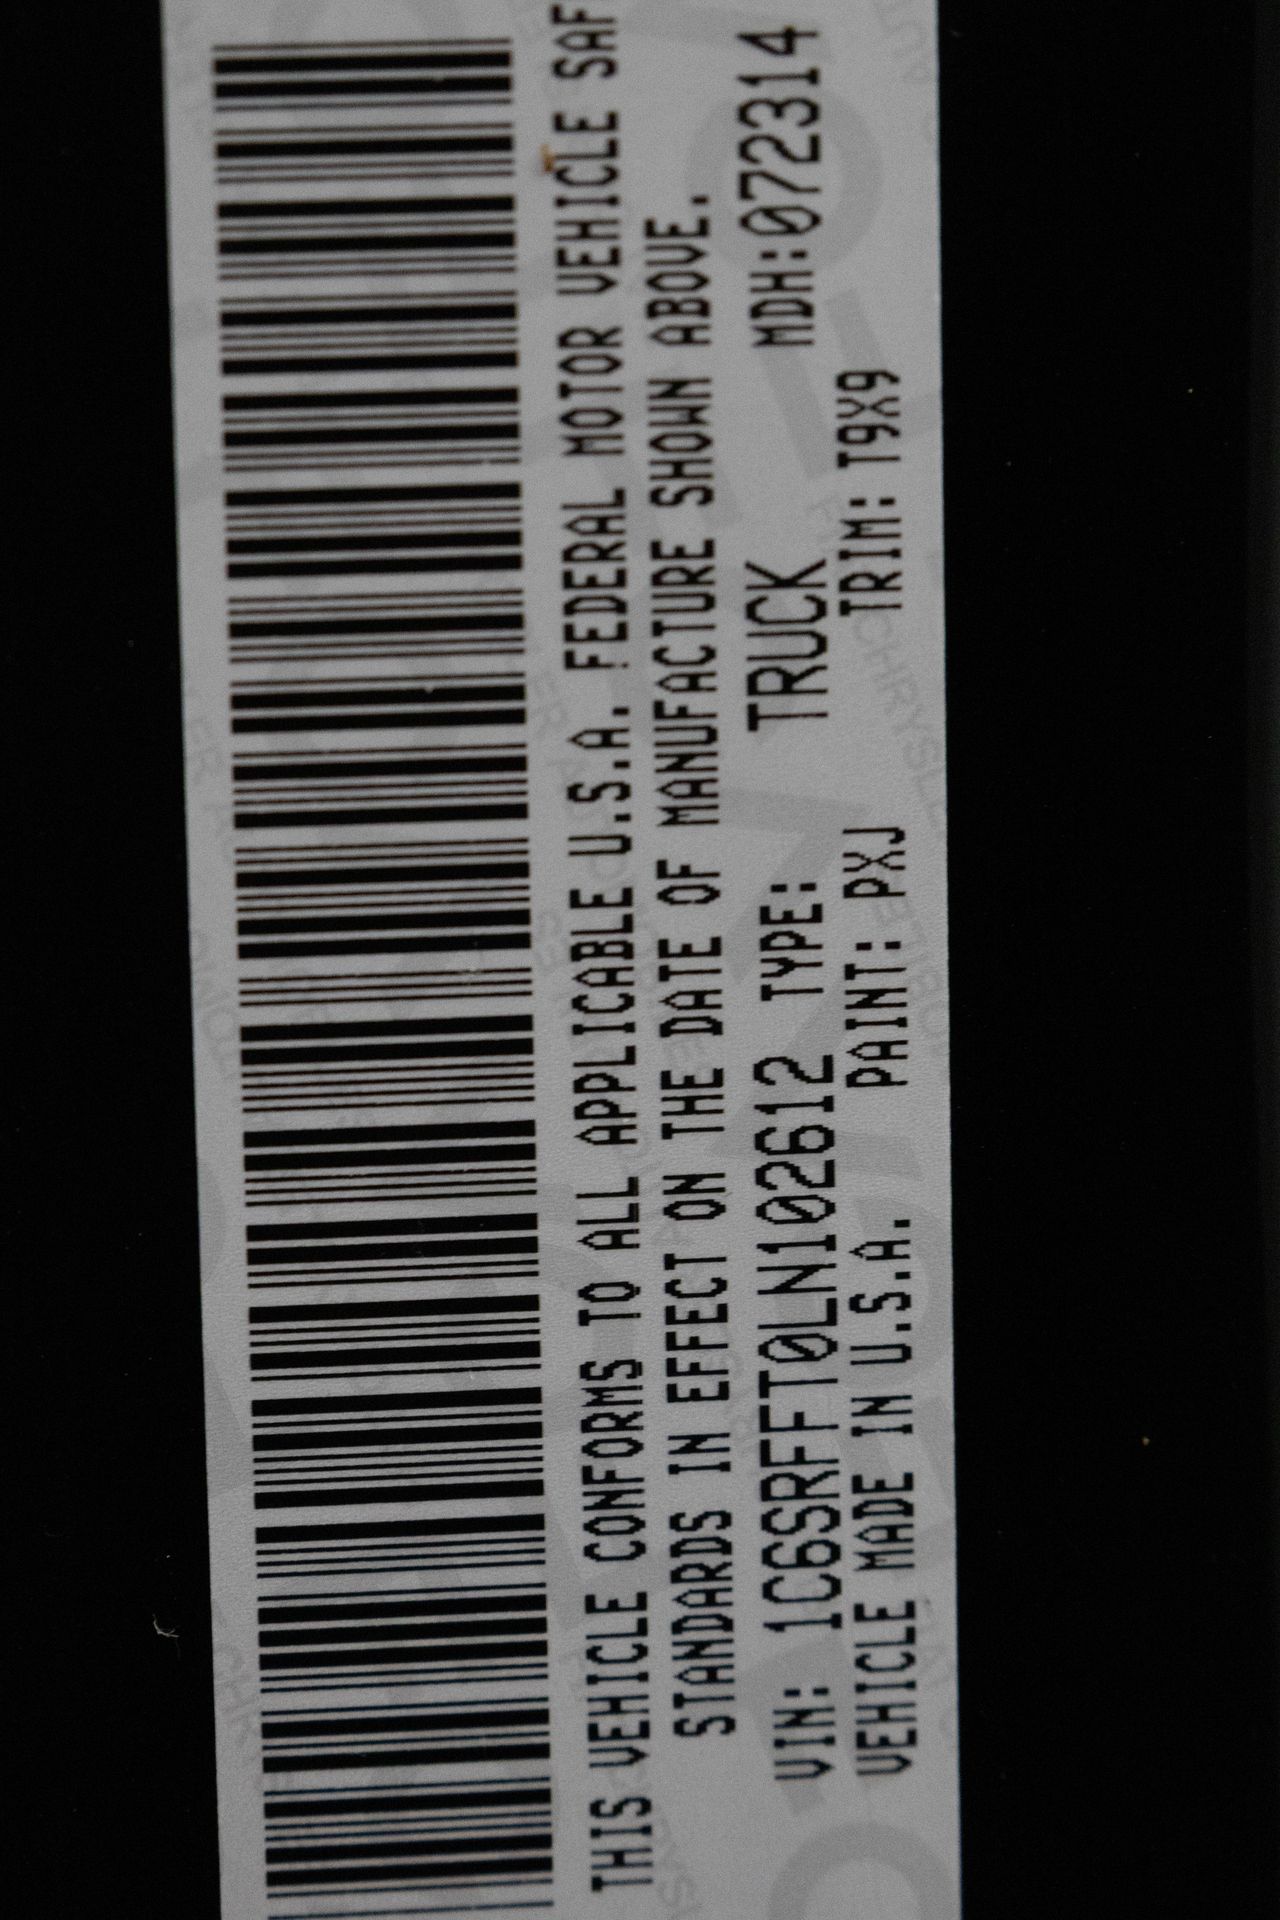 THIS VEHICLE CONFORMS TO ALL APPLICABLE U.S.A. FEDERAL MOTOR VEHICLE SAF
STANDARDS IN EFFECT ON THE DATE OF MANUFACTURE SHOWN ABOVE.
VIN: 1C6SRFFT0LN102612 TYPE: TRUCK MDH:072314
VEHICLE MADE IN U.S.A. PAINT: PXJ TRIM: T9X9